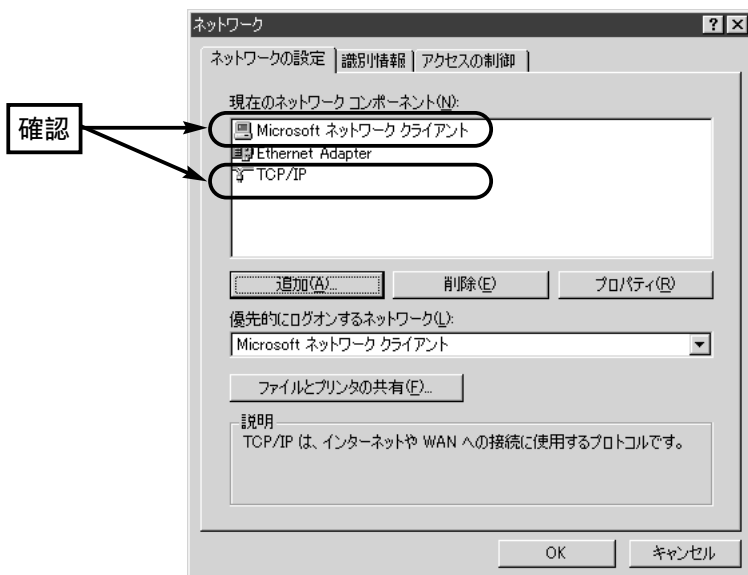 ネットワーク
ネットワークの設定 識別情報 アクセスの制御
現在のネットワーク コンポーネント(N):
確認
Microsoft ネットワーク クライアント
Ethernet Adapter
TCP/IP
追加(A)... 削除(E) プロパティ(R)
優先的にログオンするネットワーク(L):
Microsoft ネットワーク クライアント
ファイルとプリンタの共有(F)...
説明
TCP/IP は、インターネットや WAN への接続に使用するプロトコルです。
OK キャンセル